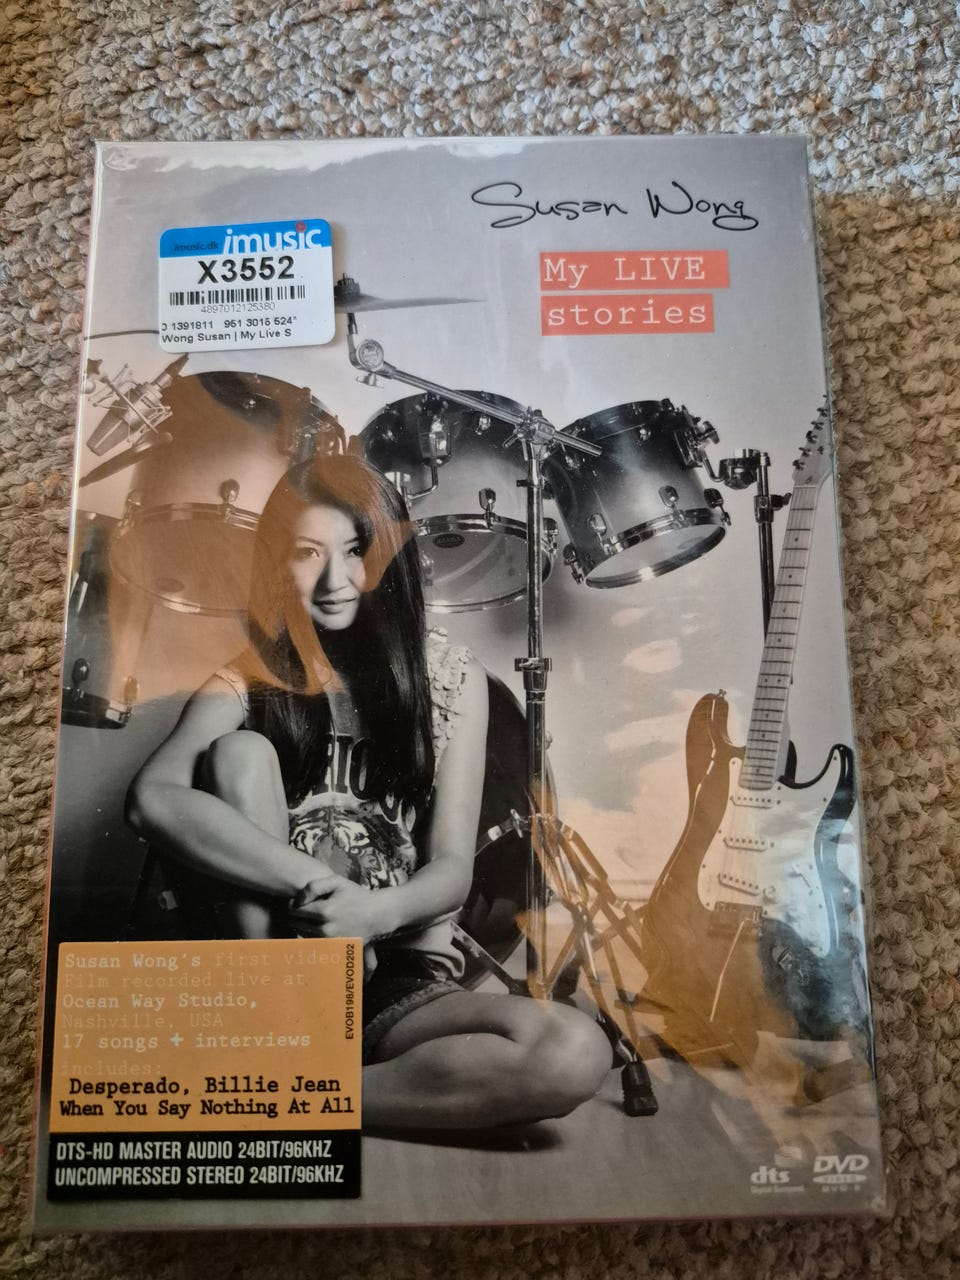 Susan Wong
My LIVE
stories
imusic.dk imusic
X3552
4897012125380
0 1391811 951 3015 524"
Wong Susan | My Live S
Susan Wong's first video
Film recorded live at
Ocean Way Studio,
Nashville, USA
17 songs + interviews
includes:
Desperado, Billie Jean
When You Say Nothing At All
EVOB198/EVOD202
DTS-HD MASTER AUDIO 24BIT/96KHZ
UNCOMPRESSED STEREO 24BIT/96KHZ
dts
Digital Surround
DVD
VIDEO